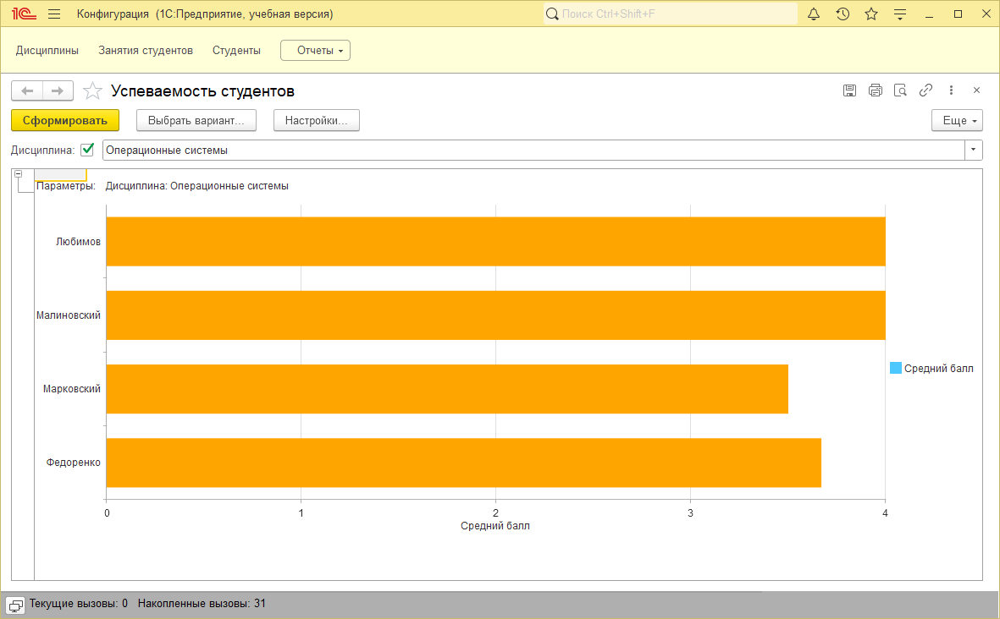 1С Конфигурация (1С:Предприятие, учебная версия) Поиск Ctrl+Shift+F
Дисциплины Занятия студентов Студенты Отчеты
Успеваемость студентов
Сформировать Выбрать вариант... Настройки... Еще
Дисциплина: Операционные системы
Параметры: Дисциплина: Операционные системы
Любимов
Малиновский
Марковский
Федоренко
Средний балл
0 1 2 3 4
Средний балл
Текущие вызовы: 0 Накопленные вызовы: 31